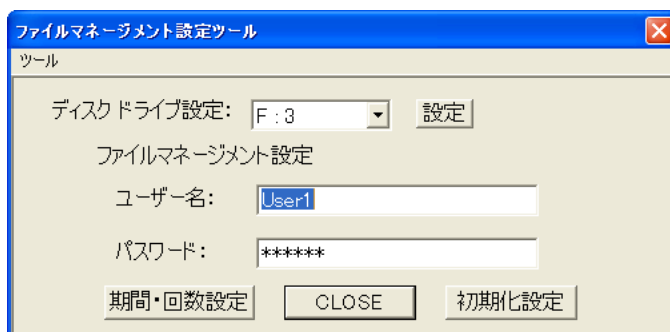 ファイルマネージメント設定ツール
ツール
ディスクドライブ設定: F : 3 設定
ファイルマネージメント設定
ユーザー名: User1
パスワード: ******
期間・回数設定 CLOSE 初期化設定